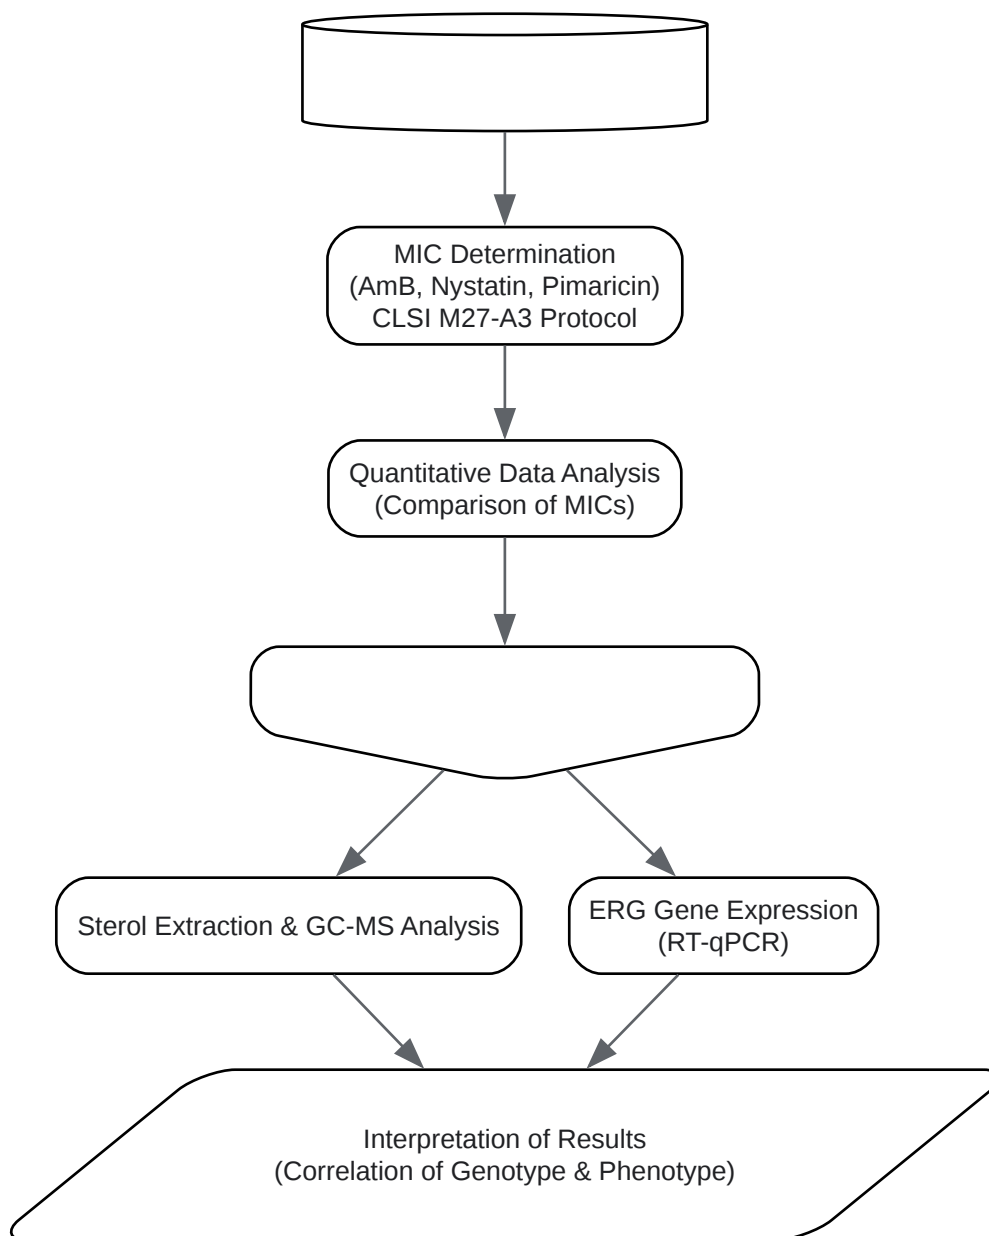 MIC Determination
(AmB, Nystatin, Pimaricin)
CLSI M27-A3 Protocol
Quantitative Data Analysis
(Comparison of MICs)
Sterol Extraction & GC-MS Analysis
ERG Gene Expression
(RT-qPCR)
Interpretation of Results
(Correlation of Genotype & Phenotype)